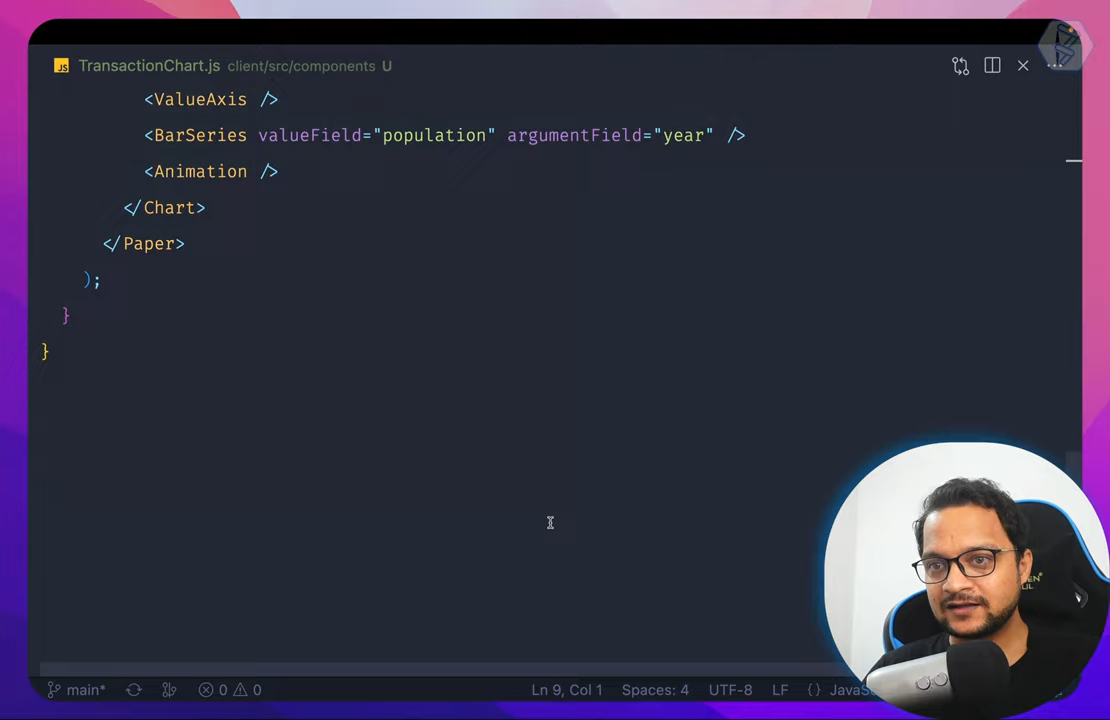 TransactionChart.js client/src/components U
<ValueAxis />
<BarSeries valueField="population" argumentField="year" />
<Animation />
</Chart>
</Paper>
);
}
}
main* 0 0 Ln 9, Col 1 Spaces: 4 UTF-8 LF {}